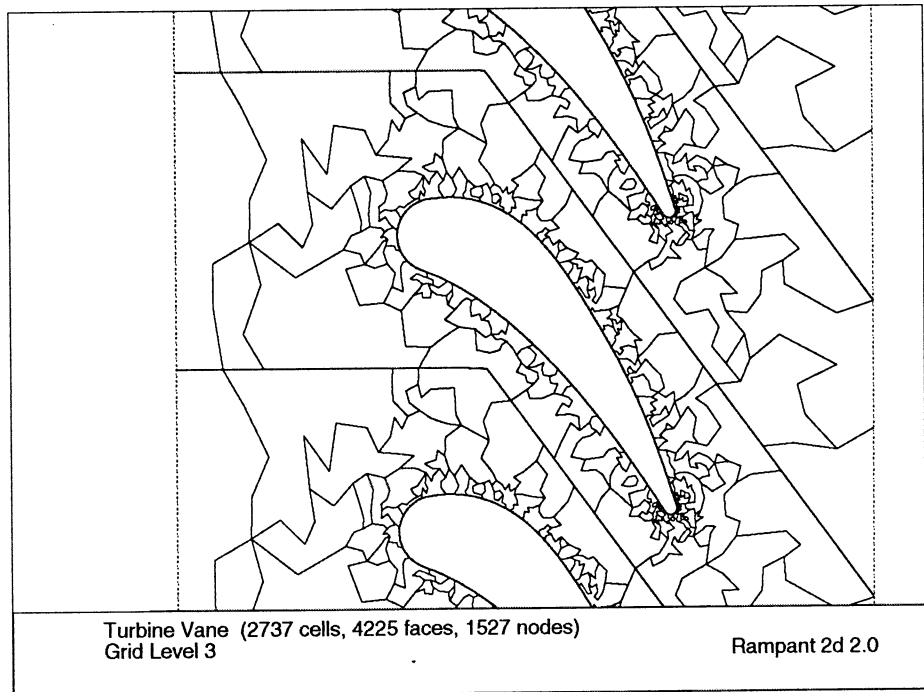 Turbine Vane (2737 cells, 4225 faces, 1527 nodes)
Grid Level 3
Rampant 2d 2.0